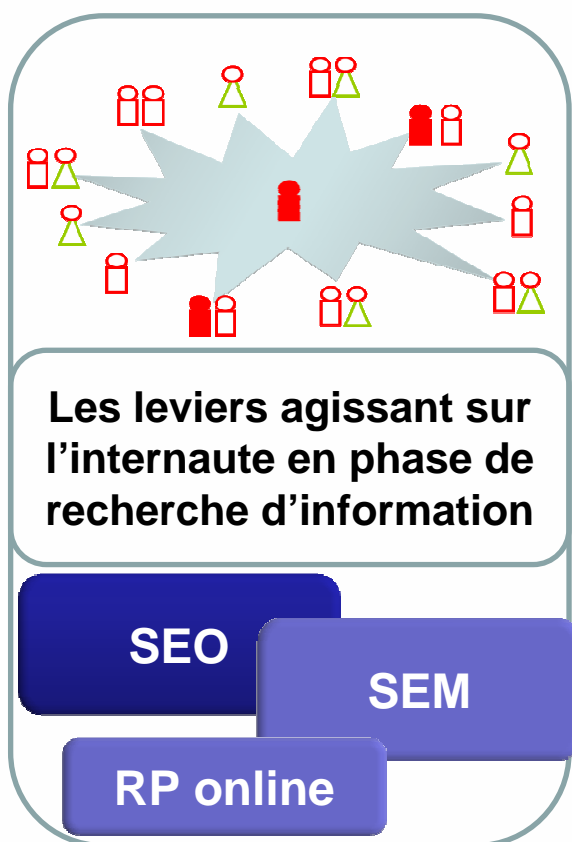 Les leviers agissant sur
l’internaute en phase de
recherche d’information
SEO
SEM
RP online